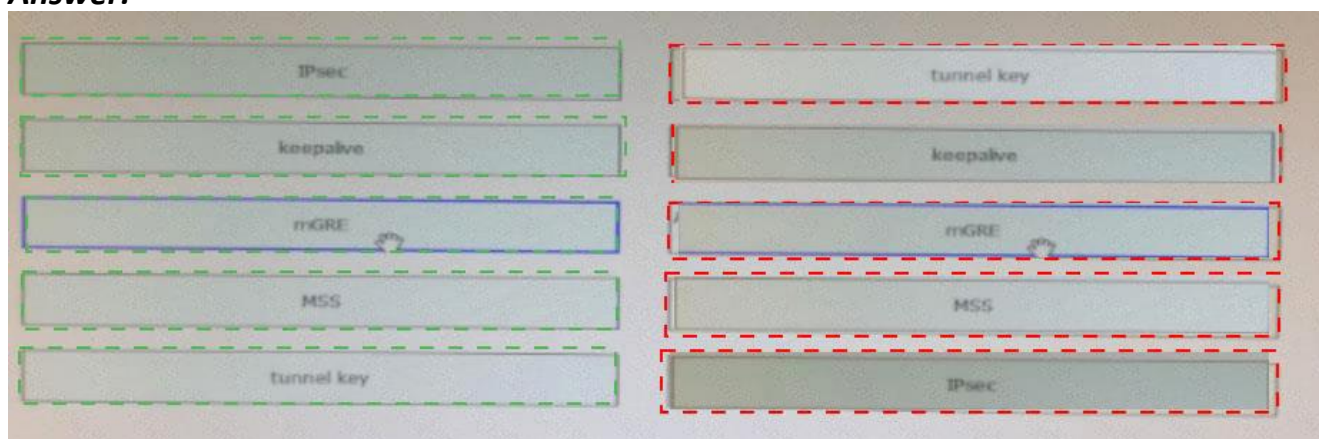 Answer:
IPsec
keepalive
mGRE
MSS
tunnel key
tunnel key
keepalive
mGRE
MSS
IPsec